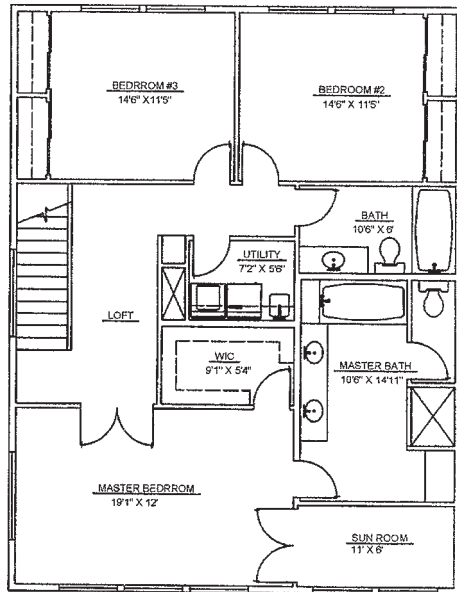 BEDRROM #3
14'6" X 11'5"
BEDROOM #2
14'6" X 11'5"
BATH
10'6" X 6'
UTILITY
7'2" X 5'6"
LOFT
WIC
9'1" X 5'4"
MASTER BATH
10'6" X 14'11"
MASTER BEDRROM
19'1" X 12'
SUN ROOM
11' X 6'